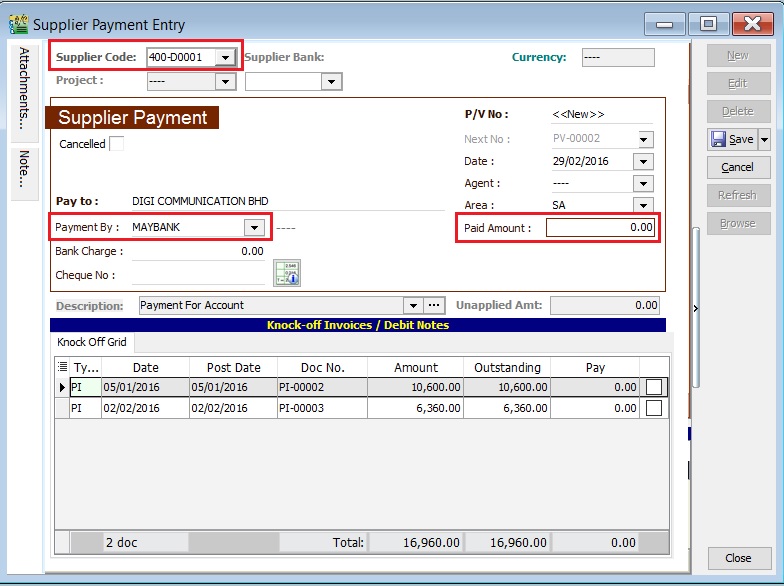 Supplier Payment Entry
Attachments...
Note...
Supplier Code: 400-D0001 Supplier Bank: Currency: ----
Project : ----
Supplier Payment
Cancelled
P/V No : <<New>>
Next No : PV-00002
Date : 29/02/2016
Agent : ----
Area : SA
Pay to : DIGI COMMUNICATION BHD
Payment By : MAYBANK ----
Paid Amount : 0.00
Bank Charge : 0.00
Cheque No :
Description: Payment For Account ... Unapplied Amt: 0.00
Knock-off Invoices / Debit Notes
Knock Off Grid
Ty... Date Post Date Doc No. Amount Outstanding Pay
PI 05/01/2016 05/01/2016 PI-00002 10,600.00 10,600.00 0.00
PI 02/02/2016 02/02/2016 PI-00003 6,360.00 6,360.00 0.00
2 doc Total: 16,960.00 16,960.00 0.00
New
Edit
Delete
Save
Cancel
Refresh
Browse
Close